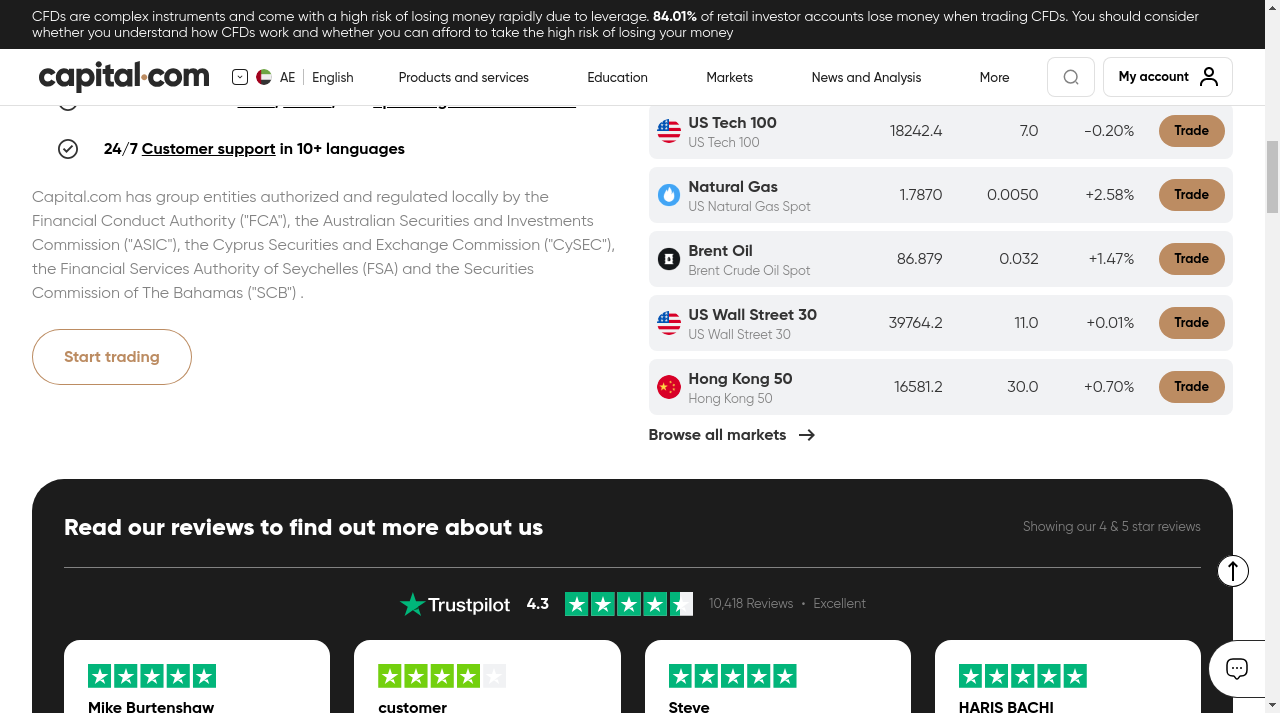 CFDs are complex instruments and come with a high risk of losing money rapidly due to leverage. 84.01% of retail investor accounts lose money when trading CFDs. You should consider
whether you understand how CFDs work and whether you can afford to take the high risk of losing your money
capital.com
AE English
Products and services
Education
Markets
News and Analysis
More
My account
24/7 Customer support in 10+ languages
Capital.com has group entities authorized and regulated locally by the
Financial Conduct Authority ("FCA"), the Australian Securities and Investments
Commission ("ASIC"), the Cyprus Securities and Exchange Commission ("CySEC"),
the Financial Services Authority of Seychelles (FSA) and the Securities
Commission of The Bahamas ("SCB") .
Start trading
US Tech 100
US Tech 100
18242.4 7.0 -0.20% Trade
Natural Gas
US Natural Gas Spot
1.7870 0.0050 +2.58% Trade
Brent Oil
Brent Crude Oil Spot
86.879 0.032 +1.47% Trade
US Wall Street 30
US Wall Street 30
39764.2 11.0 +0.01% Trade
Hong Kong 50
Hong Kong 50
16581.2 30.0 +0.70% Trade
Browse all markets
Read our reviews to find out more about us
Showing our 4 & 5 star reviews
Trustpilot 4.3 10,418 Reviews • Excellent
Mike Burtenshaw
customer
Steve
HARIS BACHI